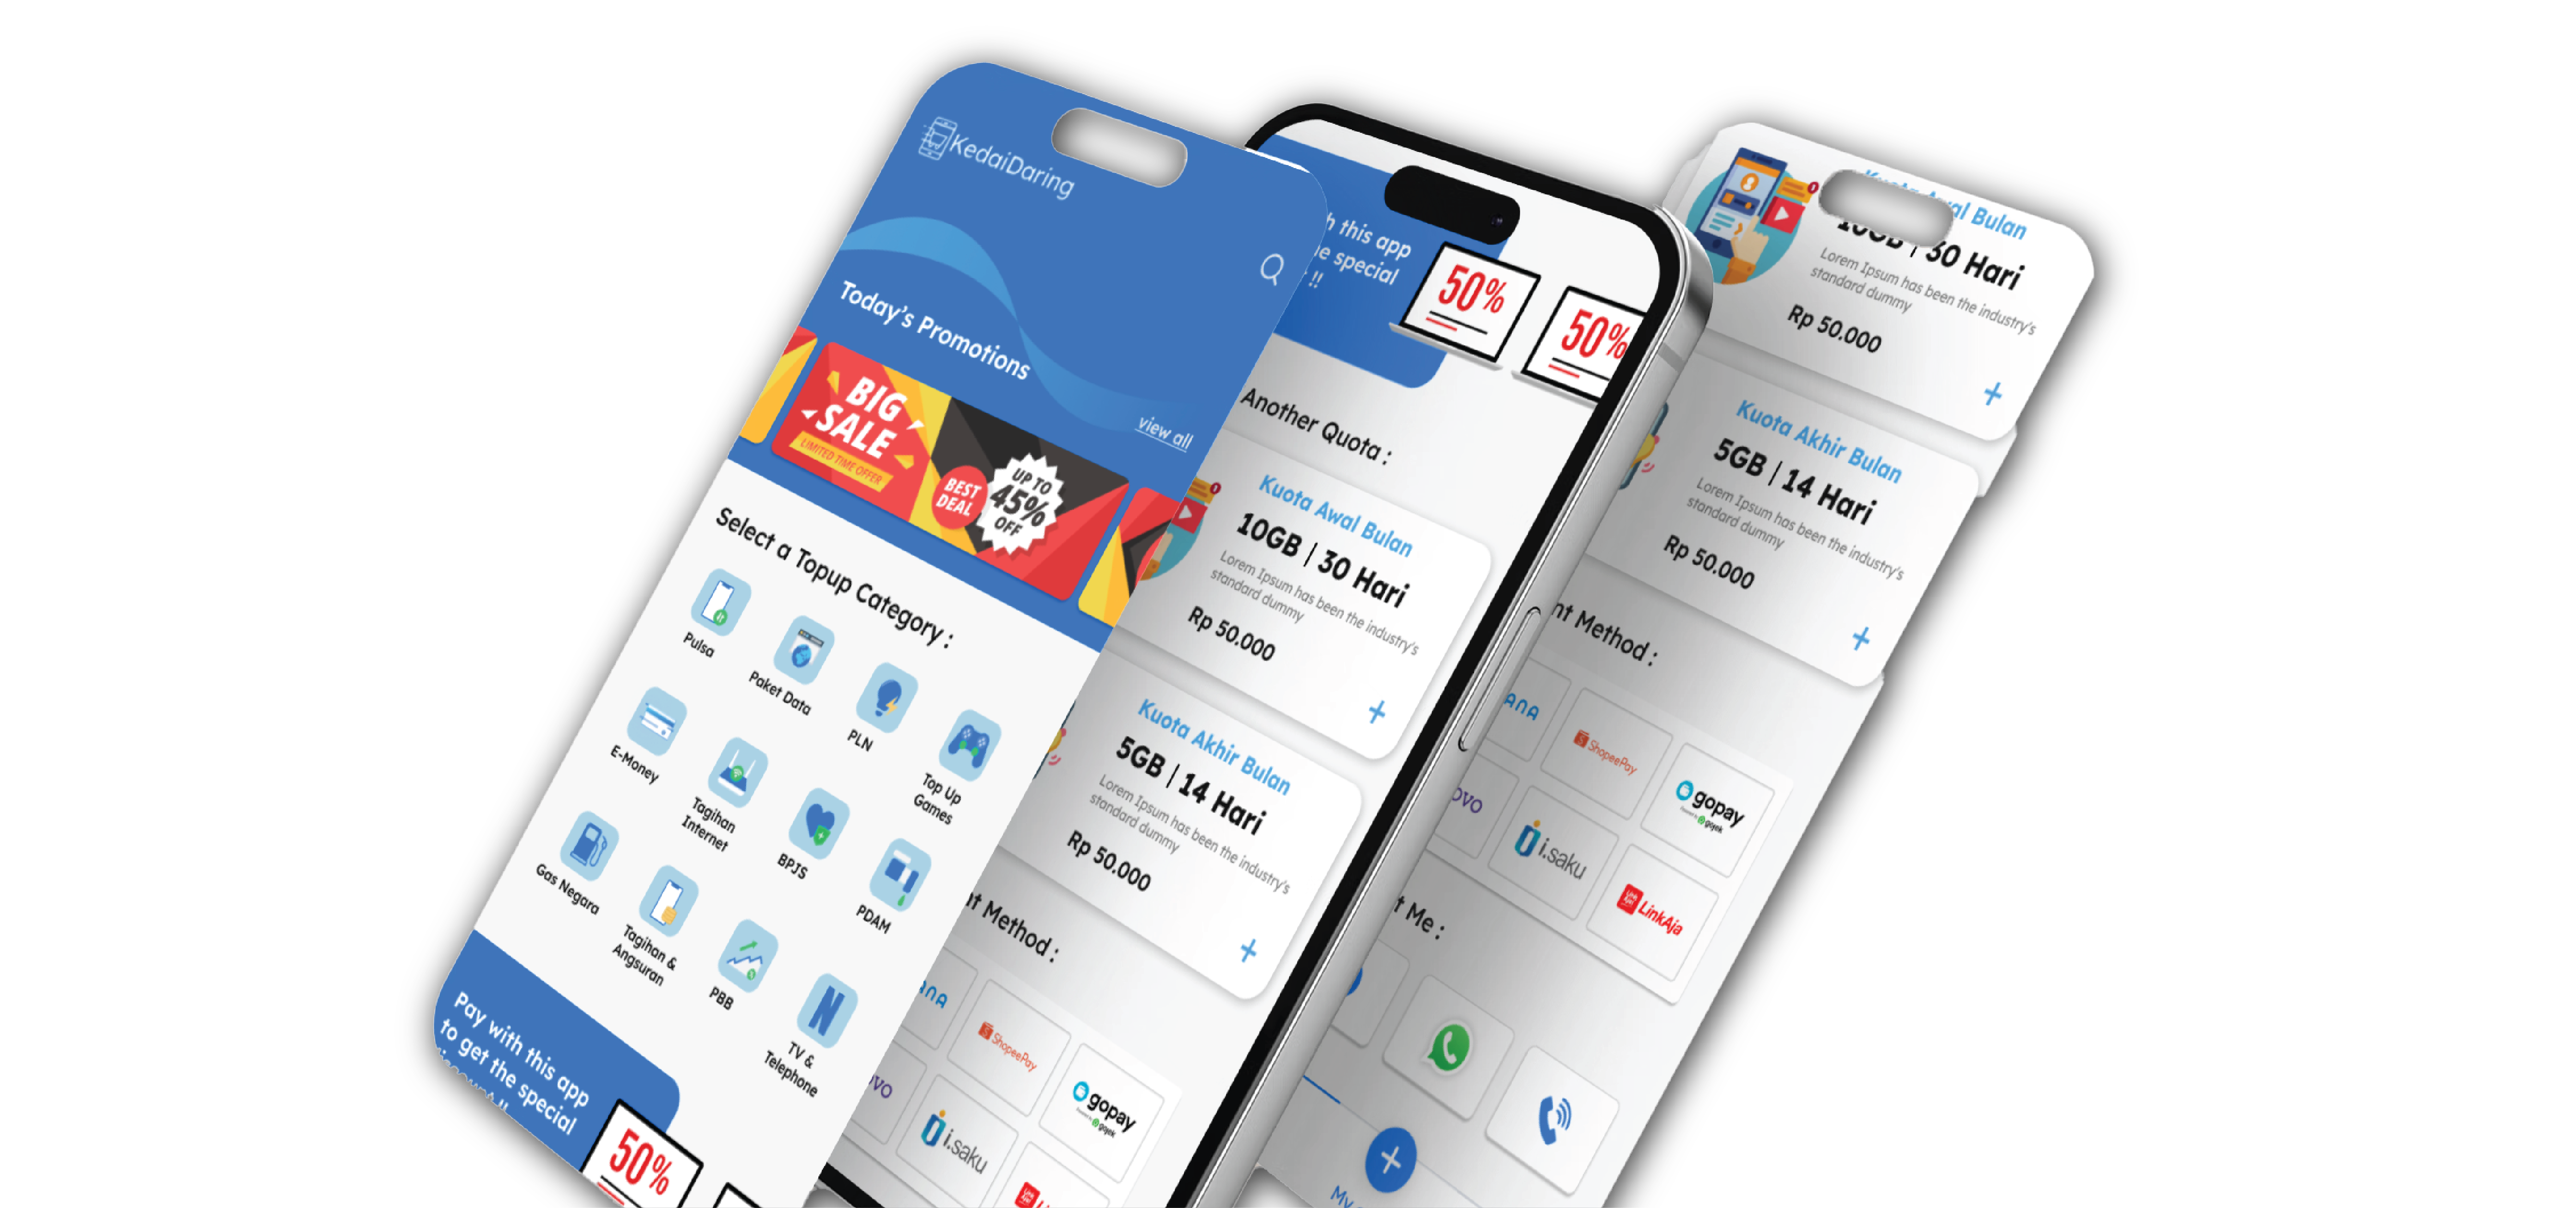 KedaiDaring
Today's Promotions
view all
BIG
SALE
LIMITED TIME OFFER
BEST
DEAL
UP TO
45%
OFF
Select a Topup Category :
Pulsa
Paket Data
PLN
Top Up
Games
E-Money
Tagihan
Internet
BPJS
PDAM
Gas Negara
Tagihan &
Angsuran
PBB
TV &
Telephone
Pay with this app
to get the special
50%
this app
special
!!
50%
50%
Another Quota :
Kuota Awal Bulan
10GB | 30 Hari
Lorem Ipsum has been the industry's
standard dummy
Rp 50.000
+
Kuota Akhir Bulan
5GB | 14 Hari
Lorem Ipsum has been the industry's
standard dummy
Rp 50.000
+
Method :
ShopeePay
gopay
gojek
i.saku
Awal Bulan
10GB | 30 Hari
Lorem Ipsum has been the industry's
standard dummy
Rp 50.000
+
Kuota Akhir Bulan
5GB | 14 Hari
Lorem Ipsum has been the industry's
standard dummy
Rp 50.000
+
Method :
ShopeePay
gopay
gojek
ovo
i.saku
LinkAja
Me :
+
My